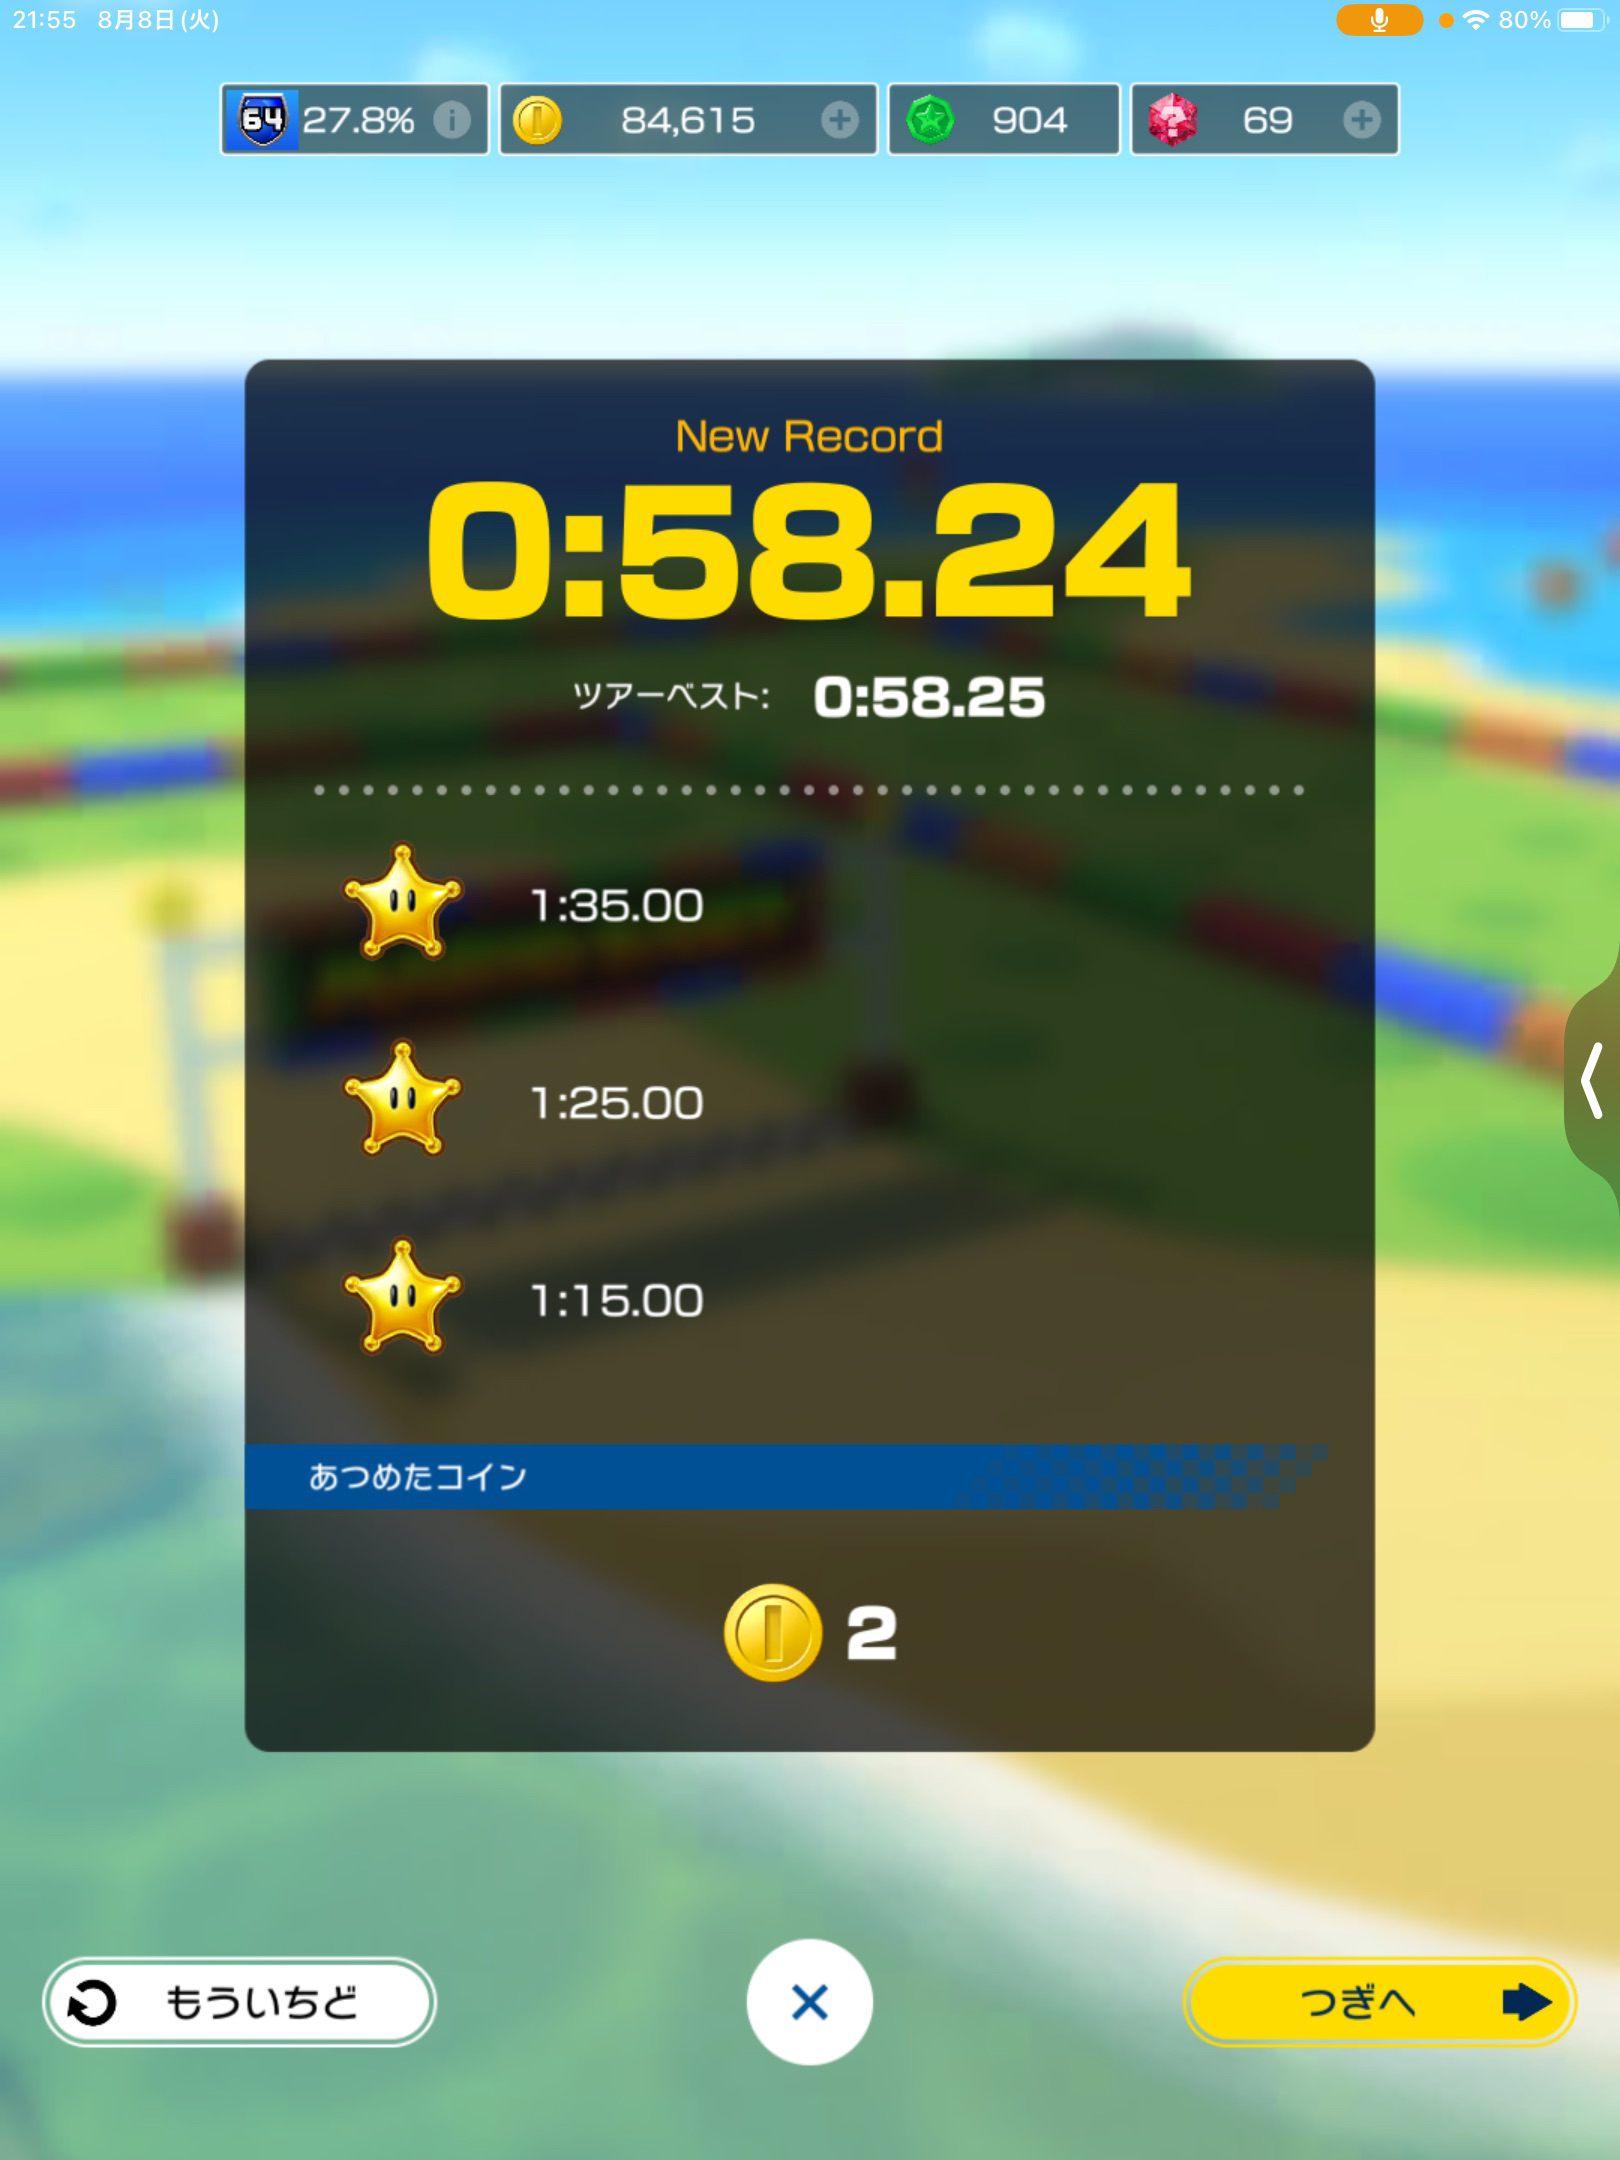 21:55 8月8日(火) 80%
64 27.8% 84,615 904 69
New Record
0:58.24
ツアーベスト: 0:58.25
1:35.00
1:25.00
1:15.00
あつめたコイン
2
もういちど × つぎへ